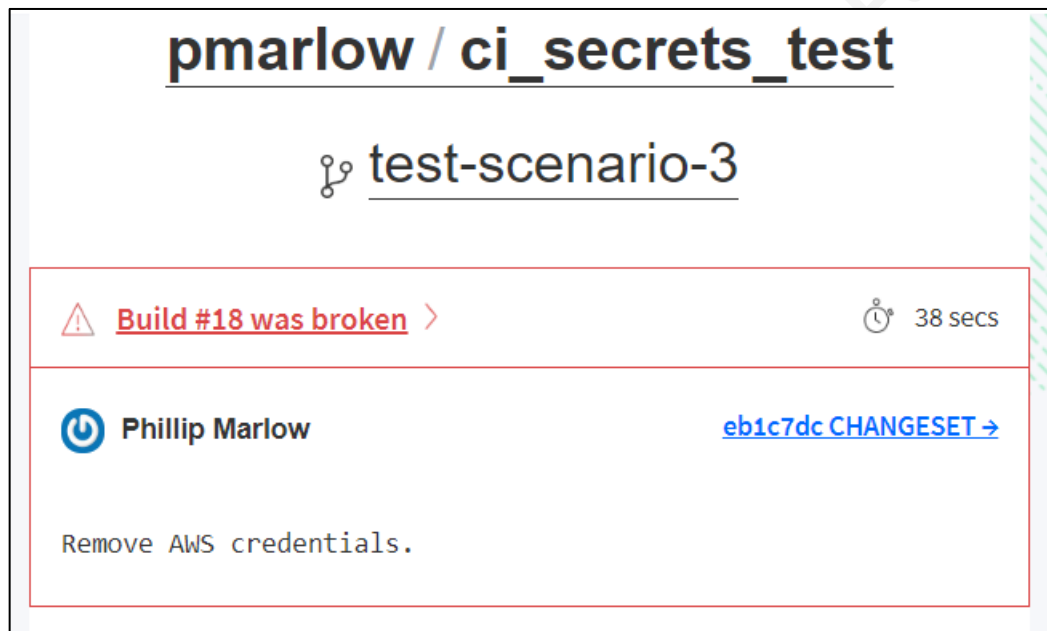 pmarlow / ci_secrets_test
test-scenario-3
Build #18 was broken
38 secs
Phillip Marlow
eb1c7dc CHANGESET →
Remove AWS credentials.